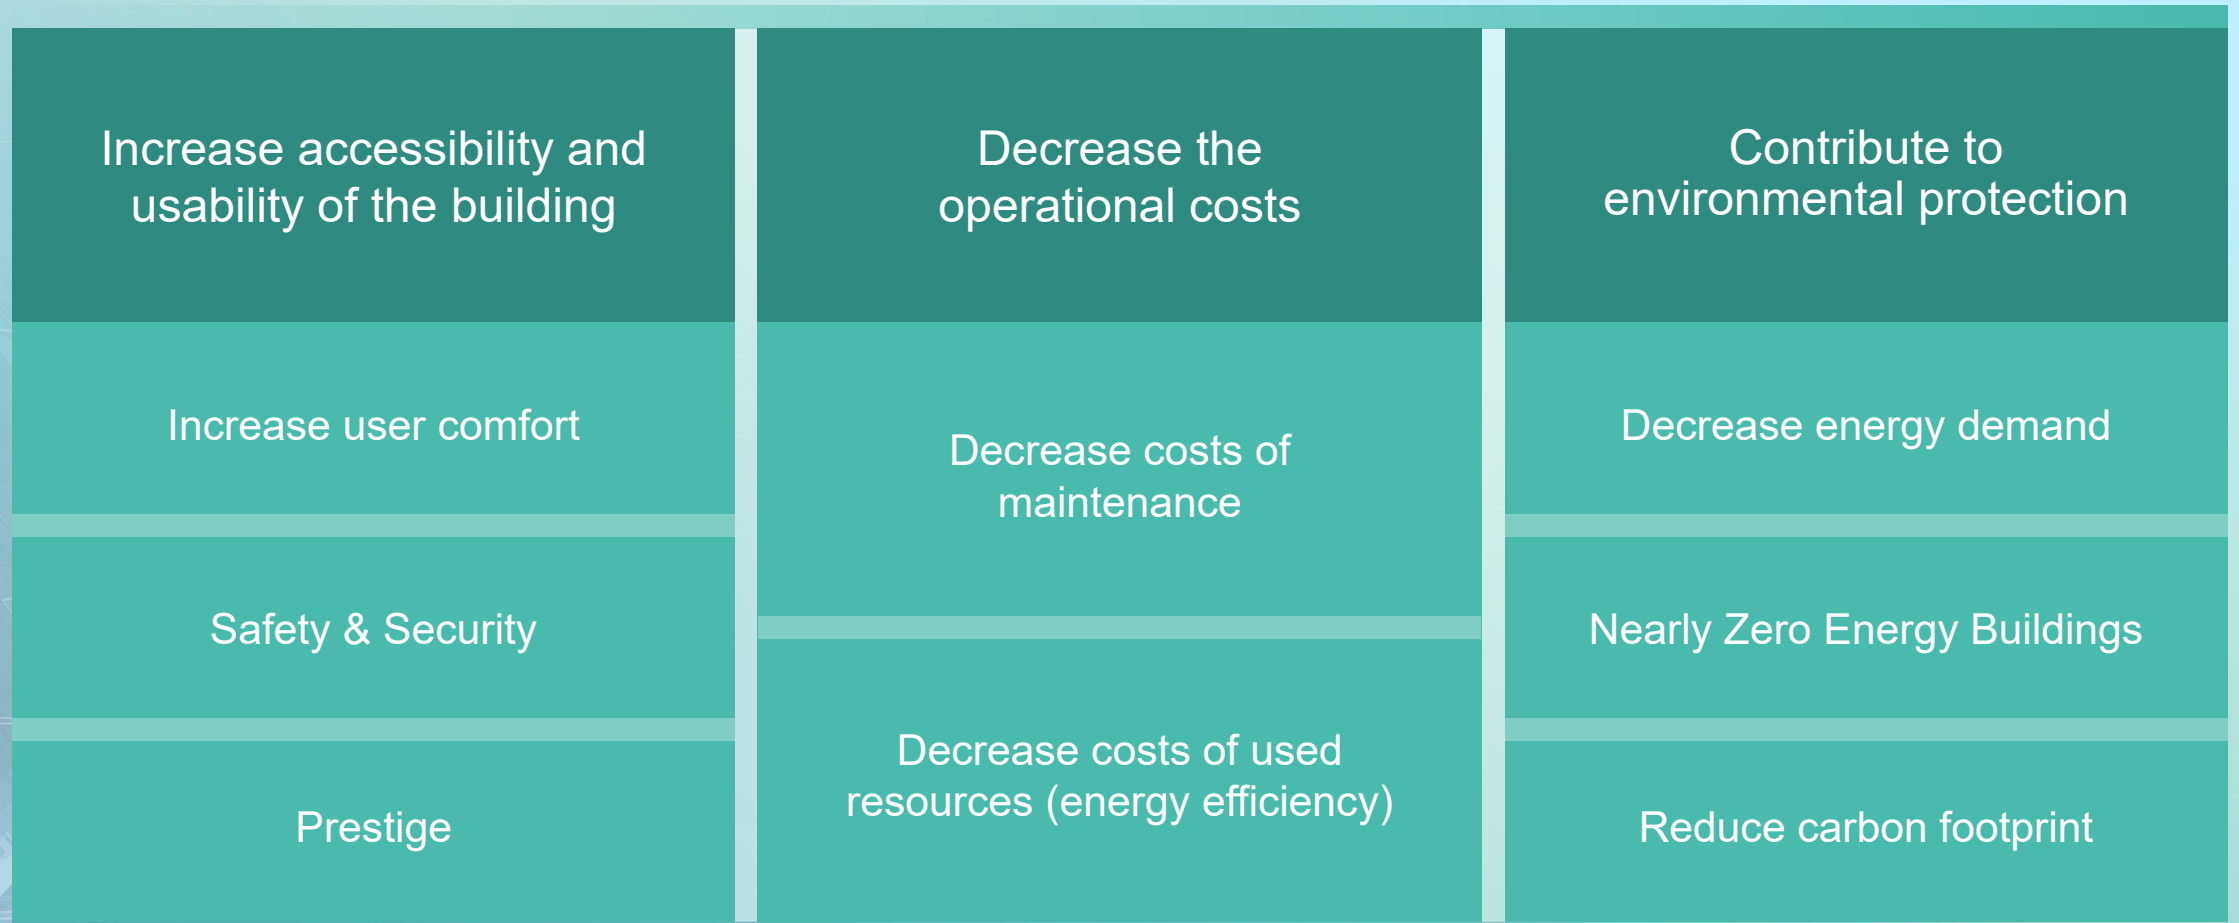 Increase accessibility and
usability of the building
Increase user comfort
Safety & Security
Prestige
Decrease the
operational costs
Decrease costs of
maintenance
Decrease costs of used
resources (energy efficiency)
Contribute to
environmental protection
Decrease energy demand
Nearly Zero Energy Buildings
Reduce carbon footprint